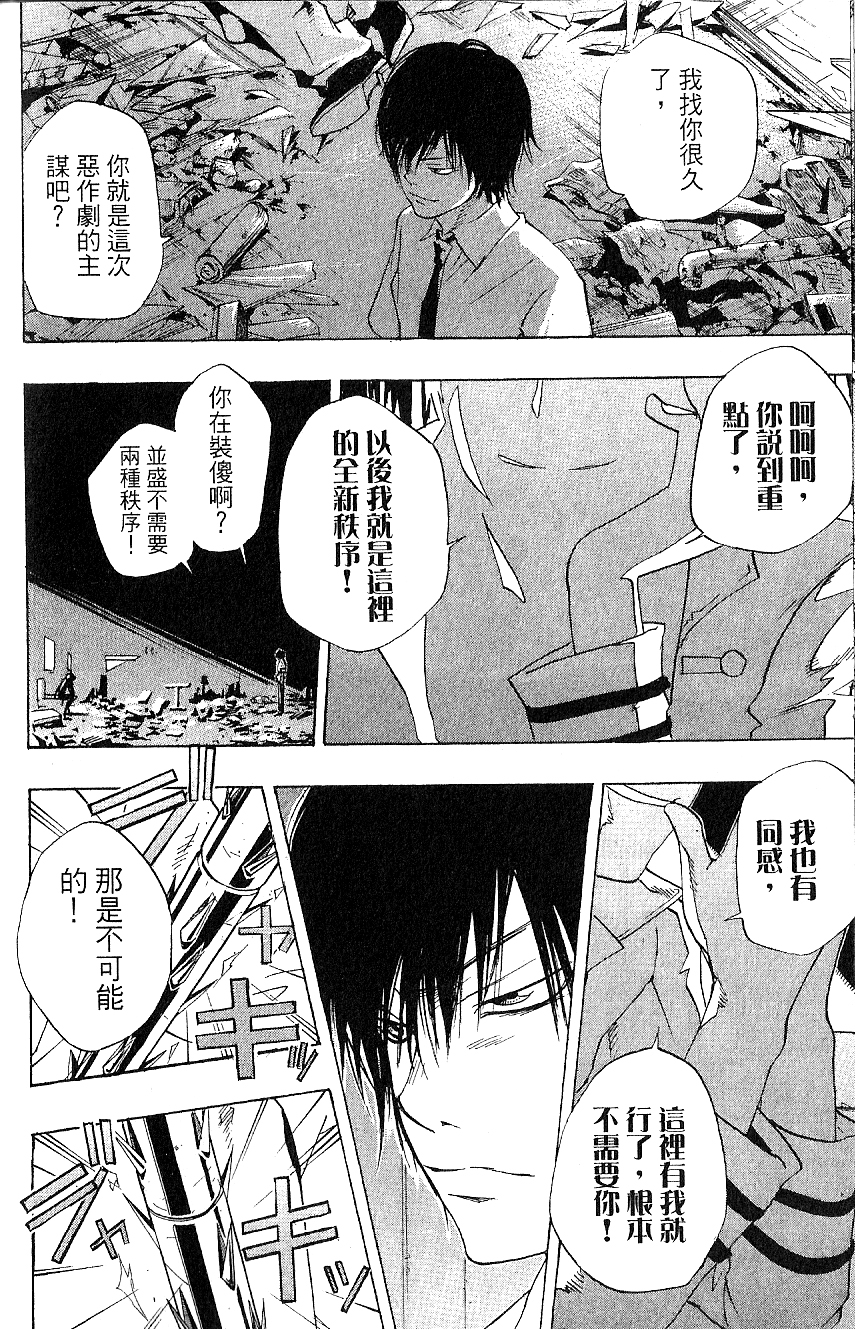 我找你很久
了，
你就是這次
惡作劇的主
謀吧？
呵呵呵，
你說到重
點了，
以後我就是這裡
的全新秩序！
你在裝傻啊？
並盛不需要
兩種秩序！
我也有
同感，
這裡有我就
行了，根本
不需要你！
那是不可能
的！
ャキーッ
ャキーッ